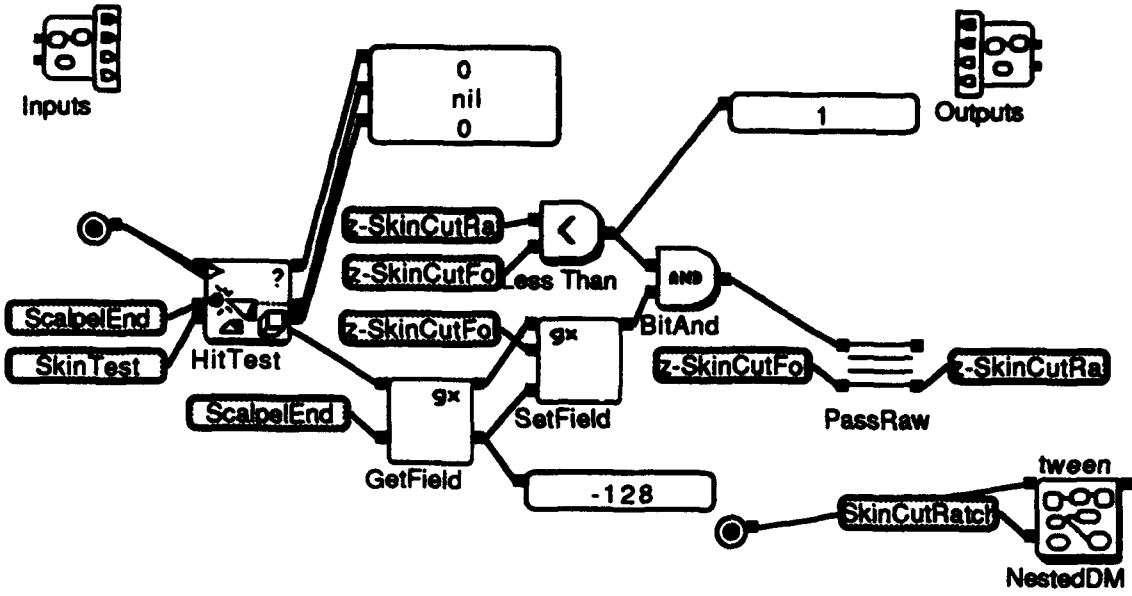 Inputs
0
nil
0
1
Outputs
z-SkinCutRa
<
z-SkinCutFo
Less Than
?
AND
ScalpelEnd
z-SkinCutFo
gx
BitAnd
SkinTest
HitTest
z-SkinCutFo
z-SkinCutRa
gx
ScalpelEnd
SetField
PassRaw
GetField
-128
tween
SkinCutRatch
NestedDM